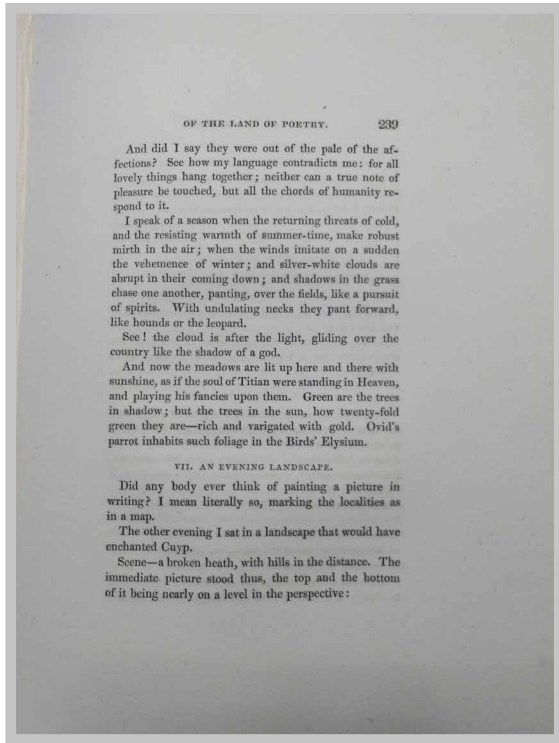 OF THE LAND OF POETRY. 239
And did I say they were out of the pale of the af-
fections? See how my language contradicts me: for all
lovely things hang together; neither can a true note of
pleasure be touched, but all the chords of humanity re-
spond to it.
I speak of a season when the returning threats of cold,
and the resisting warmth of summer-time, make robust
mirth in the air; when the winds imitate on a sudden
the vehemence of winter; and silver-white clouds are
abrupt in their coming down; and shadows in the grass
chase one another, panting, over the fields, like a pursuit
of spirits. With undulating necks they pant forward,
like hounds or the leopard.
See! the cloud is after the light, gliding over the
country like the shadow of a god.
And now the meadows are lit up here and there with
sunshine, as if the soul of Titian were standing in Heaven,
and playing his fancies upon them. Green are the trees
in shadow; but the trees in the sun, how twenty-fold
green they are—rich and varigated with gold. Ovid's
parrot inhabits such foliage in the Birds' Elysium.
VII. AN EVENING LANDSCAPE.
Did any body ever think of painting a picture in
writing? I mean literally so, marking the localities as
in a map.
The other evening I sat in a landscape that would have
enchanted Cuyp.
Scene—a broken heath, with hills in the distance. The
immediate picture stood thus, the top and the bottom
of it being nearly on a level in the perspective: